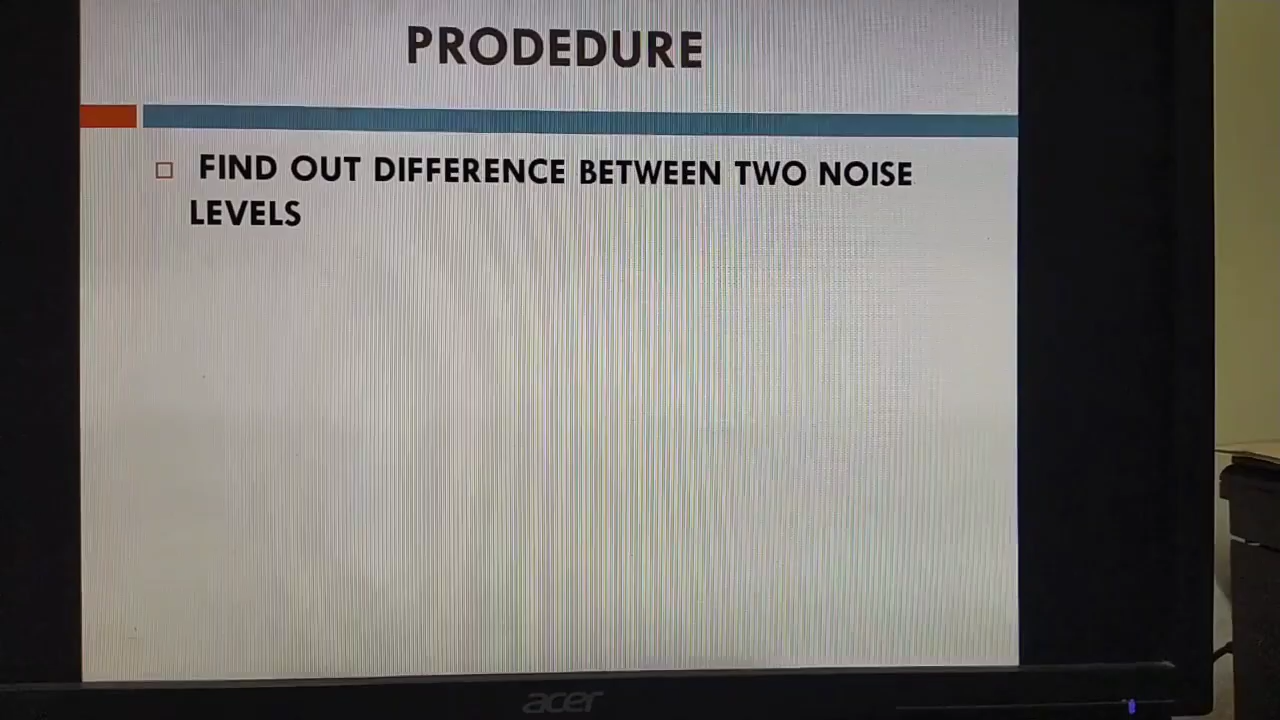 PRODEDURE
FIND OUT DIFFERENCE BETWEEN TWO NOISE
LEVELS
acer